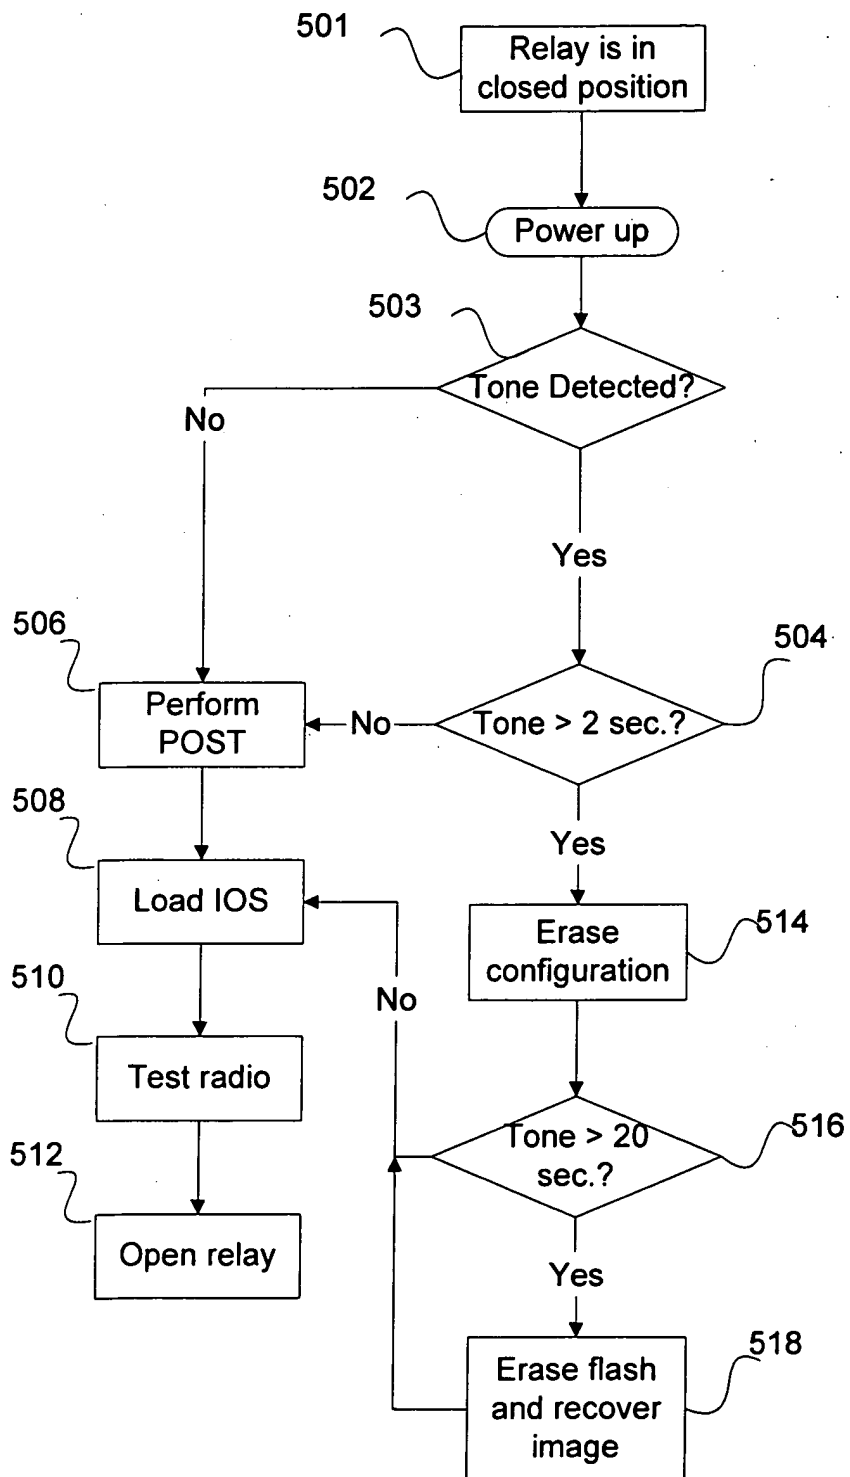 501
Relay is in
closed position
502
Power up
503
Tone Detected?
No
Yes
506
504
Perform
POST
No
Tone > 2 sec.?
508
Yes
Load IOS
Erase
configuration
514
510
No
Test radio
Tone > 20
sec.?
516
512
Open relay
Yes
518
Erase flash
and recover
image